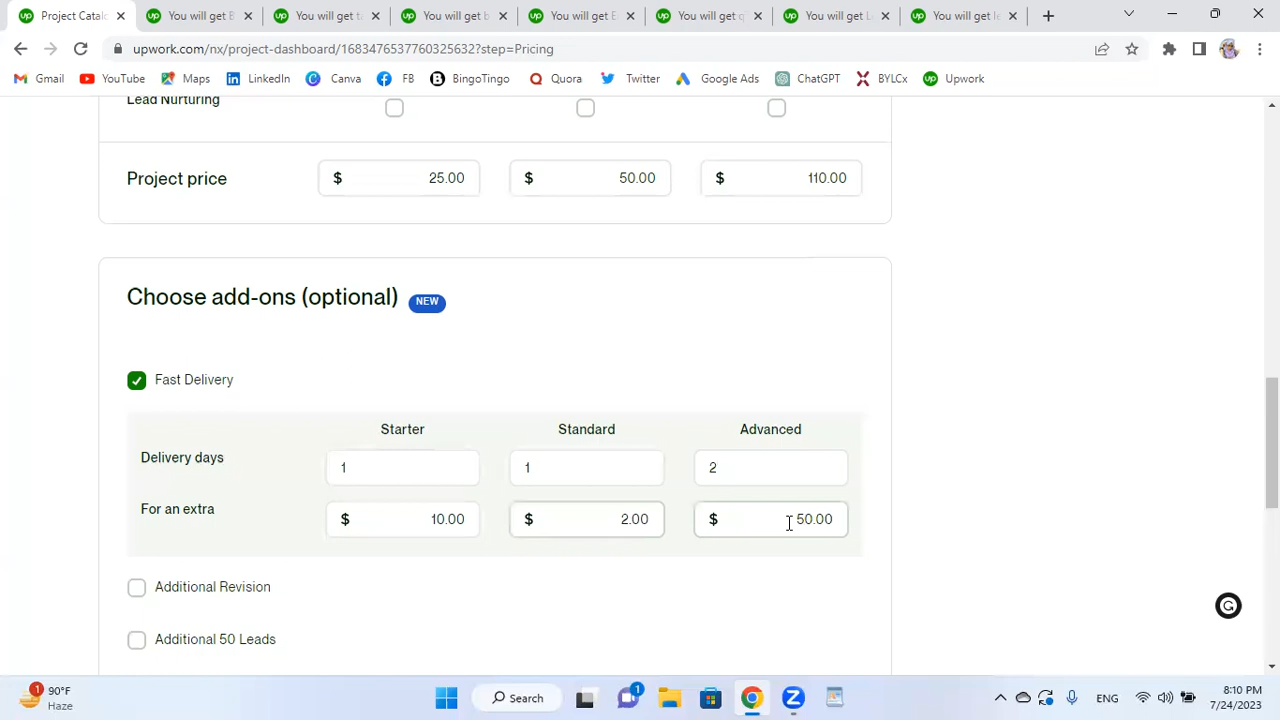 Project Catalo
You will get R
You will get ta
You will get b
You will get E
You will get q
You will get L
You will get le
upwork.com/nx/project-dashboard/1683476537760325632?step=Pricing
Gmail YouTube Maps LinkedIn Canva FB BingoTingo Quora Twitter Google Ads ChatGPT BYLCx Upwork
Lead Nurturing
Project price $ 25.00 $ 50.00 $ 110.00
Choose add-ons (optional) NEW
Fast Delivery
Starter Standard Advanced
Delivery days 1 1 2
For an extra $ 10.00 $ 2.00 $ 50.00
Additional Revision
Additional 50 Leads
1 90°F
Haze
Search
1
ENG
8:10 PM
7/24/2023